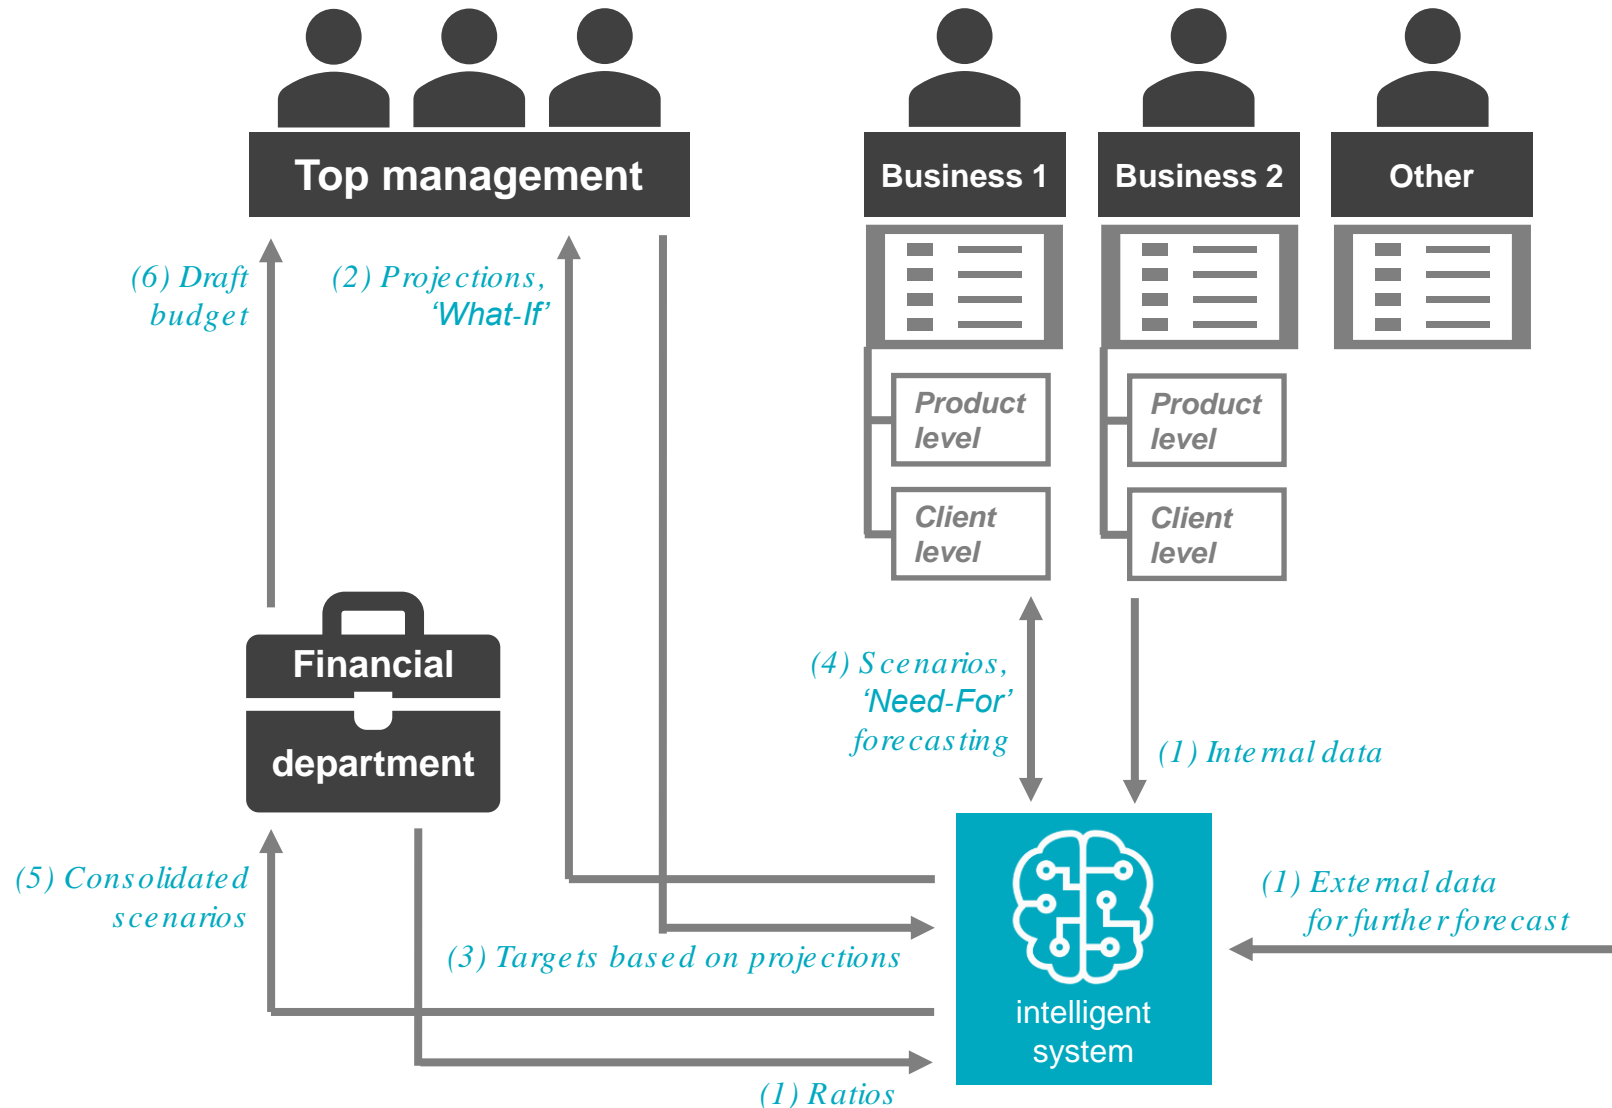 Top management
Business 1
Business 2
Other
(6) Draft
budget
(2) Projections,
‘What-If’
Product
level
Product
level
Client
level
Client
level
Financial
department
(4) Scenarios,
‘Need-For’
forecasting
(1) Internal data
(5) Consolidated
scenarios
(1) External data
for further forecast
(3) Targets based on projections
intelligent
system
(1) Ratios